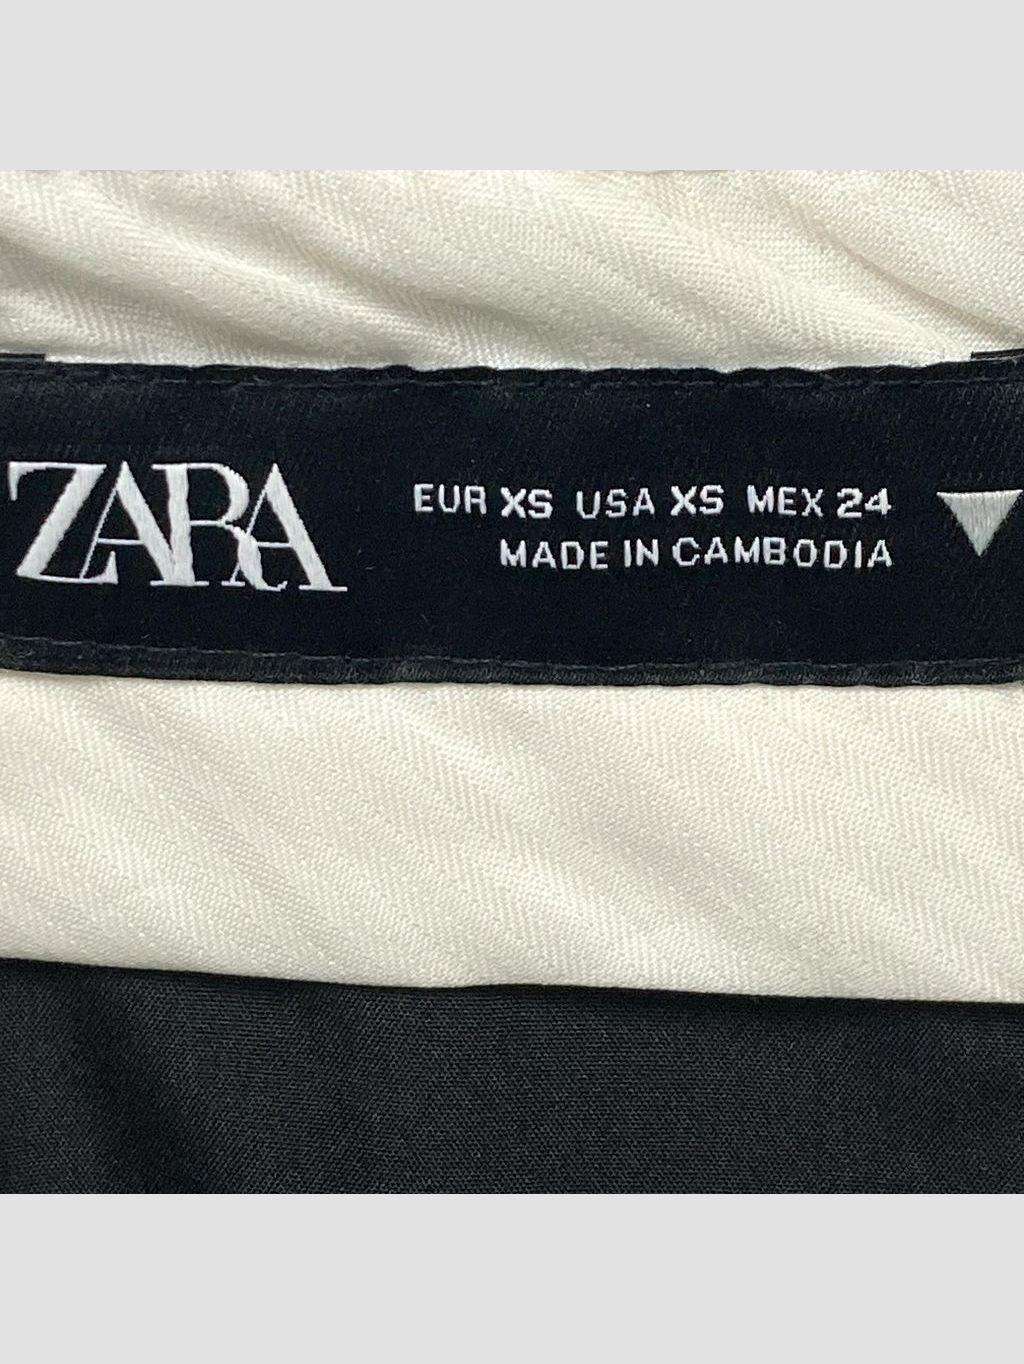 ZARA
EUR XS USA XS MEX 24
MADE IN CAMBODIA